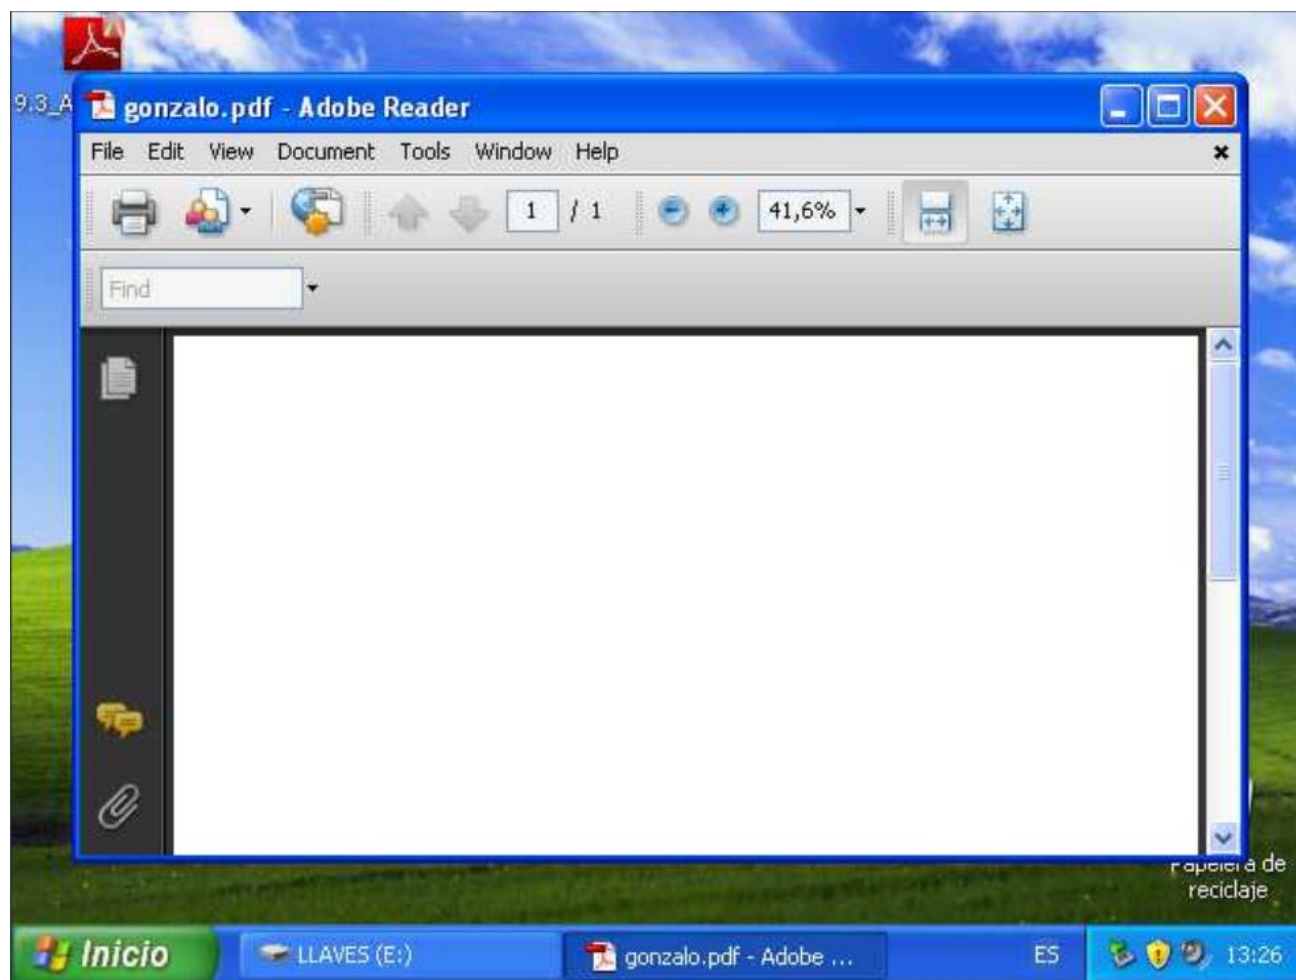 9.3_A
gonzalo.pdf - Adobe Reader
File Edit View Document Tools Window Help
1 / 1 41,6%
Find
Papelera de
reciclaje
Inicio LLAVES (E:) gonzalo.pdf - Adobe ... ES 13:26